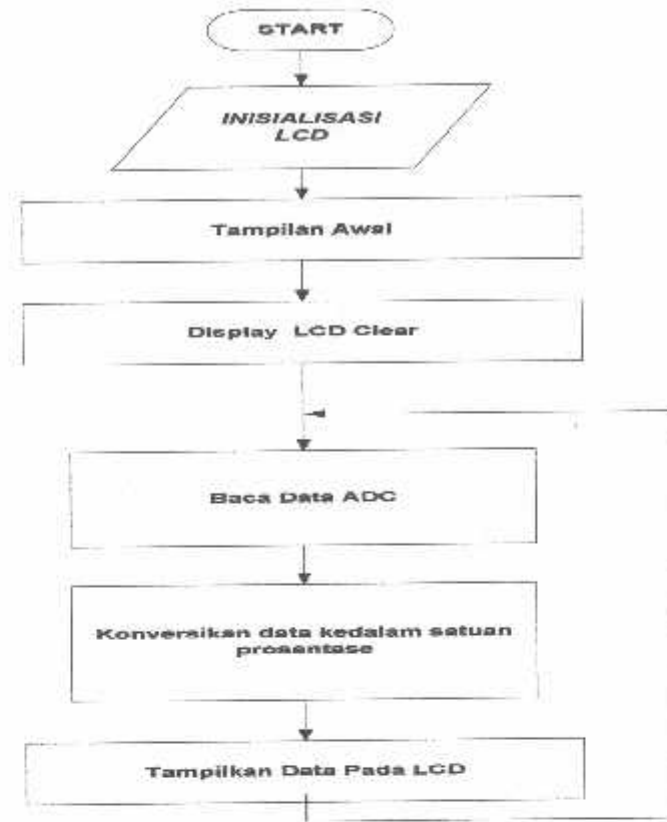 START
INISIALISASI
LCD
Tampilan Awal
Display LCD Clear
Baca Data ADC
Konversikan data kedalam satuan
prosantase
Tampilkan Data Pada LCD